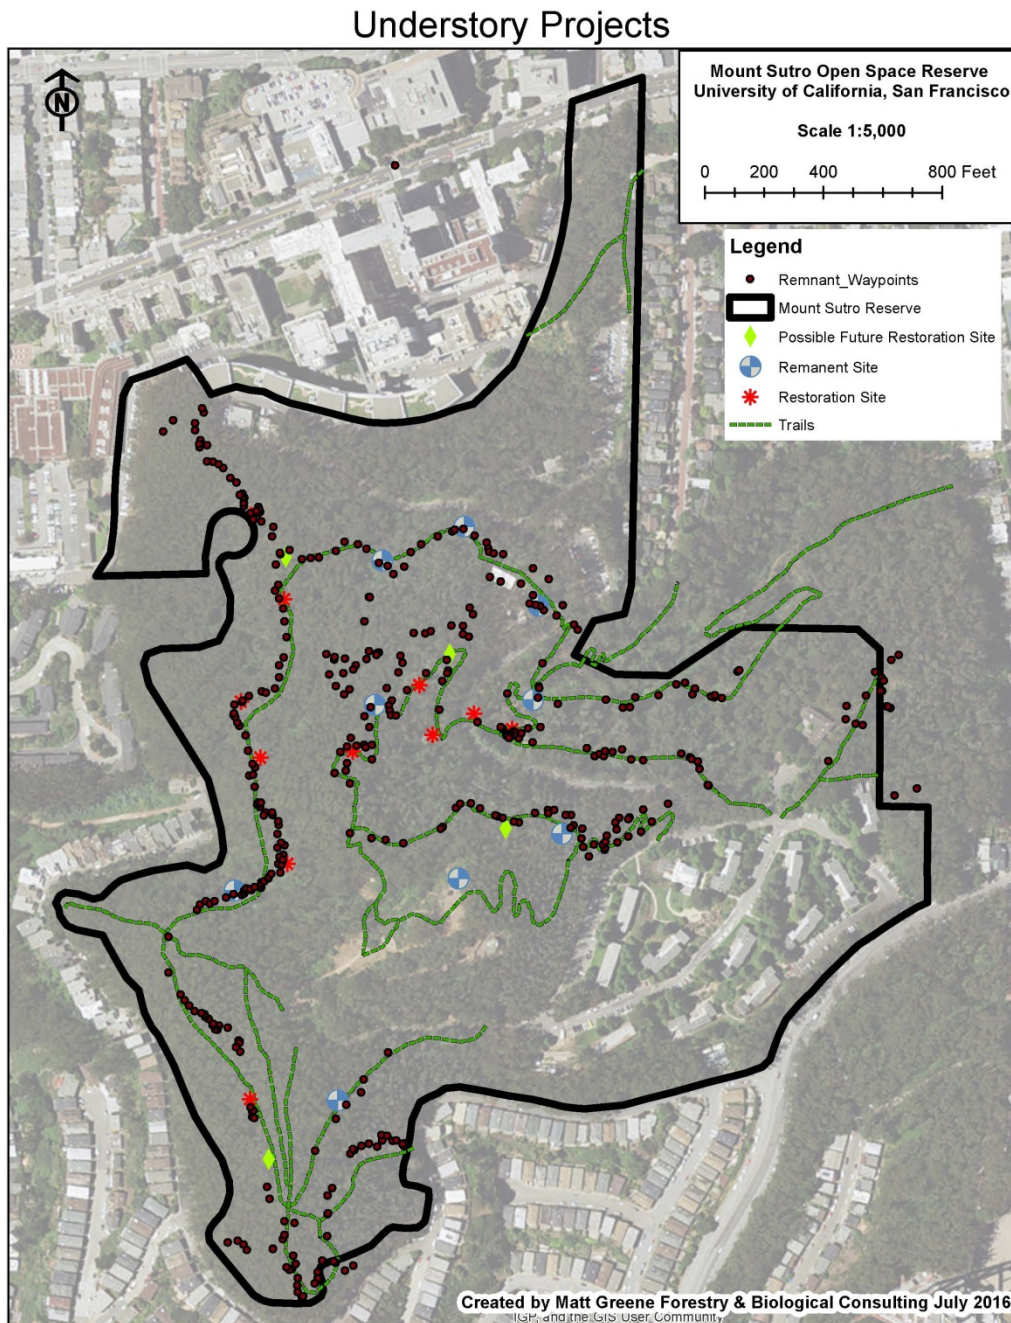 Understory Projects
N
Mount Sutro Open Space Reserve
University of California, San Francisco
Scale 1:5,000
0 200 400 800 Feet
Legend
Remnant_Waypoints
Mount Sutro Reserve
Possible Future Restoration Site
Remanent Site
Restoration Site
Trails
Created by Matt Greene Forestry & Biological Consulting July 2016
IGP, and the GIS User Community